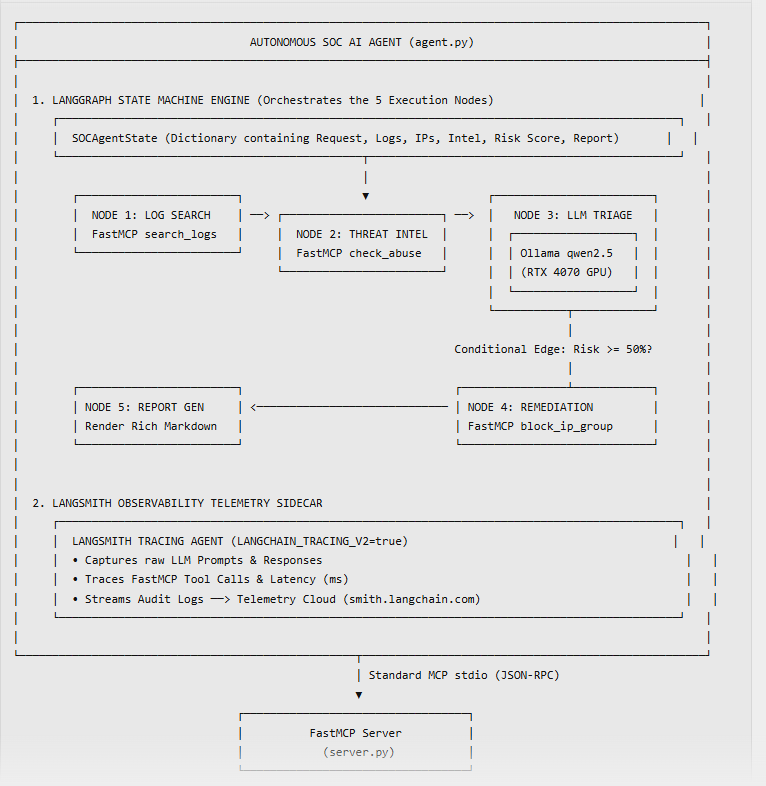 AUTONOMOUS SOC AI AGENT (agent.py)
1. LANGGRAPH STATE MACHINE ENGINE (Orchestrates the 5 Execution Nodes)
SOCAgentState (Dictionary containing Request, Logs, IPs, Intel, Risk Score, Report)
NODE 1: LOG SEARCH
FastMCP search_logs
NODE 2: THREAT INTEL
FastMCP check_abuse
NODE 3: LLM TRIAGE
Ollama qwen2.5
(RTX 4070 GPU)
Conditional Edge: Risk >= 50%?
NODE 5: REPORT GEN
Render Rich Markdown
NODE 4: REMEDIATION
FastMCP block_ip_group
2. LANGSMITH OBSERVABILITY TELEMETRY SIDECAR
LANGSMITH TRACING AGENT (LANGCHAIN_TRACING_V2=true)
• Captures raw LLM Prompts & Responses
• Traces FastMCP Tool Calls & Latency (ms)
• Streams Audit Logs ──> Telemetry Cloud (smith.langchain.com)
Standard MCP stdio (JSON-RPC)
FastMCP Server
(server.py)